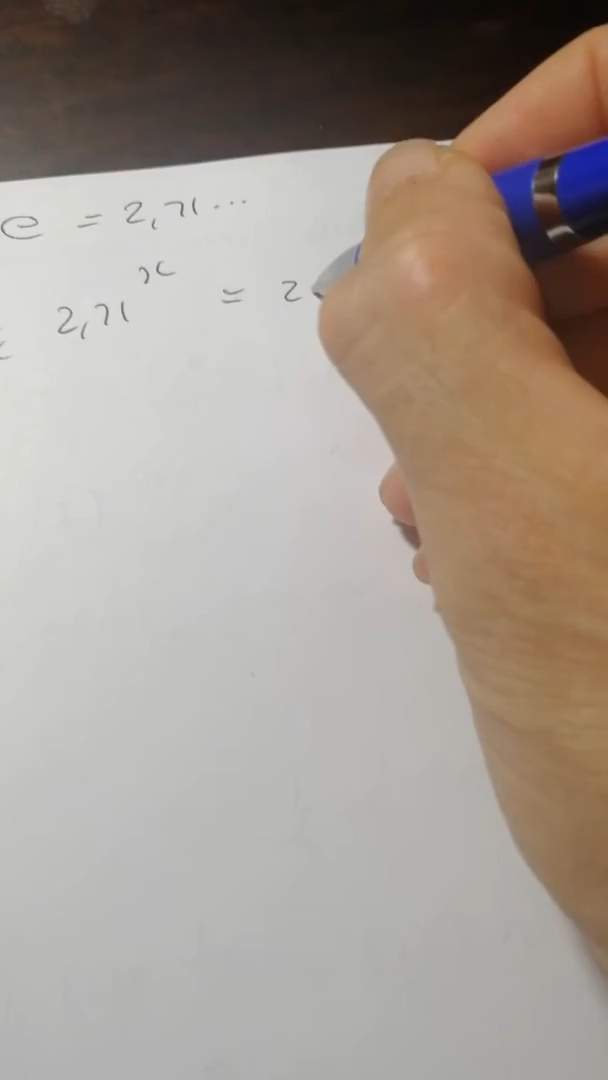 e = 2,71...
2,71^x = 2